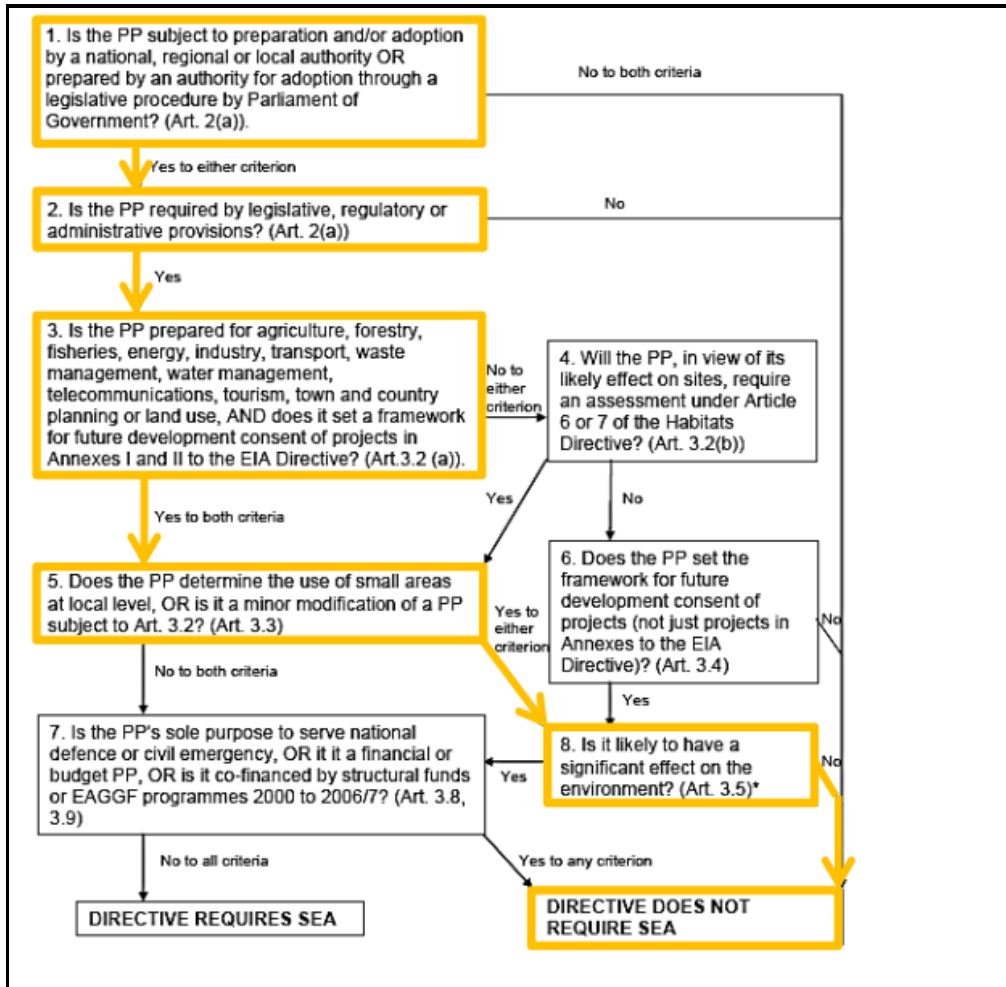 1. Is the PP subject to preparation and/or adoption
by a national, regional or local authority OR
prepared by an authority for adoption through a
legislative procedure by Parliament of
Government? (Art. 2(a)).
No to both criteria
Yes to either criterion
2. Is the PP required by legislative, regulatory or
administrative provisions? (Art. 2(a))
No
Yes
3. Is the PP prepared for agriculture, forestry,
fisheries, energy, industry, transport, waste
management, water management,
telecommunications, tourism, town and country
planning or land use, AND does it set a framework
for future development consent of projects in
Annexes I and II to the EIA Directive? (Art.3.2 (a)).
No to
either
criterion
4. Will the PP, in view of its
likely effect on sites, require
an assessment under Article
6 or 7 of the Habitats
Directive? (Art. 3.2(b))
Yes to both criteria
Yes
No
5. Does the PP determine the use of small areas
at local level, OR is it a minor modification of a PP
subject to Art. 3.2? (Art. 3.3)
Yes to
either
criterion
6. Does the PP set the
framework for future
development consent of
projects (not just projects in
Annexes to the EIA
Directive)? (Art. 3.4)
No
No to both criteria
Yes
7. Is the PP's sole purpose to serve national
defence or civil emergency, OR it it a financial or
budget PP, OR is it co-financed by structural funds
or EAGGF programmes 2000 to 2006/7? (Art. 3.8,
3.9)
Yes
8. Is it likely to have a
significant effect on the
environment? (Art. 3.5)*
No
No to all criteria
Yes to any criterion
DIRECTIVE REQUIRES SEA
DIRECTIVE DOES NOT
REQUIRE SEA